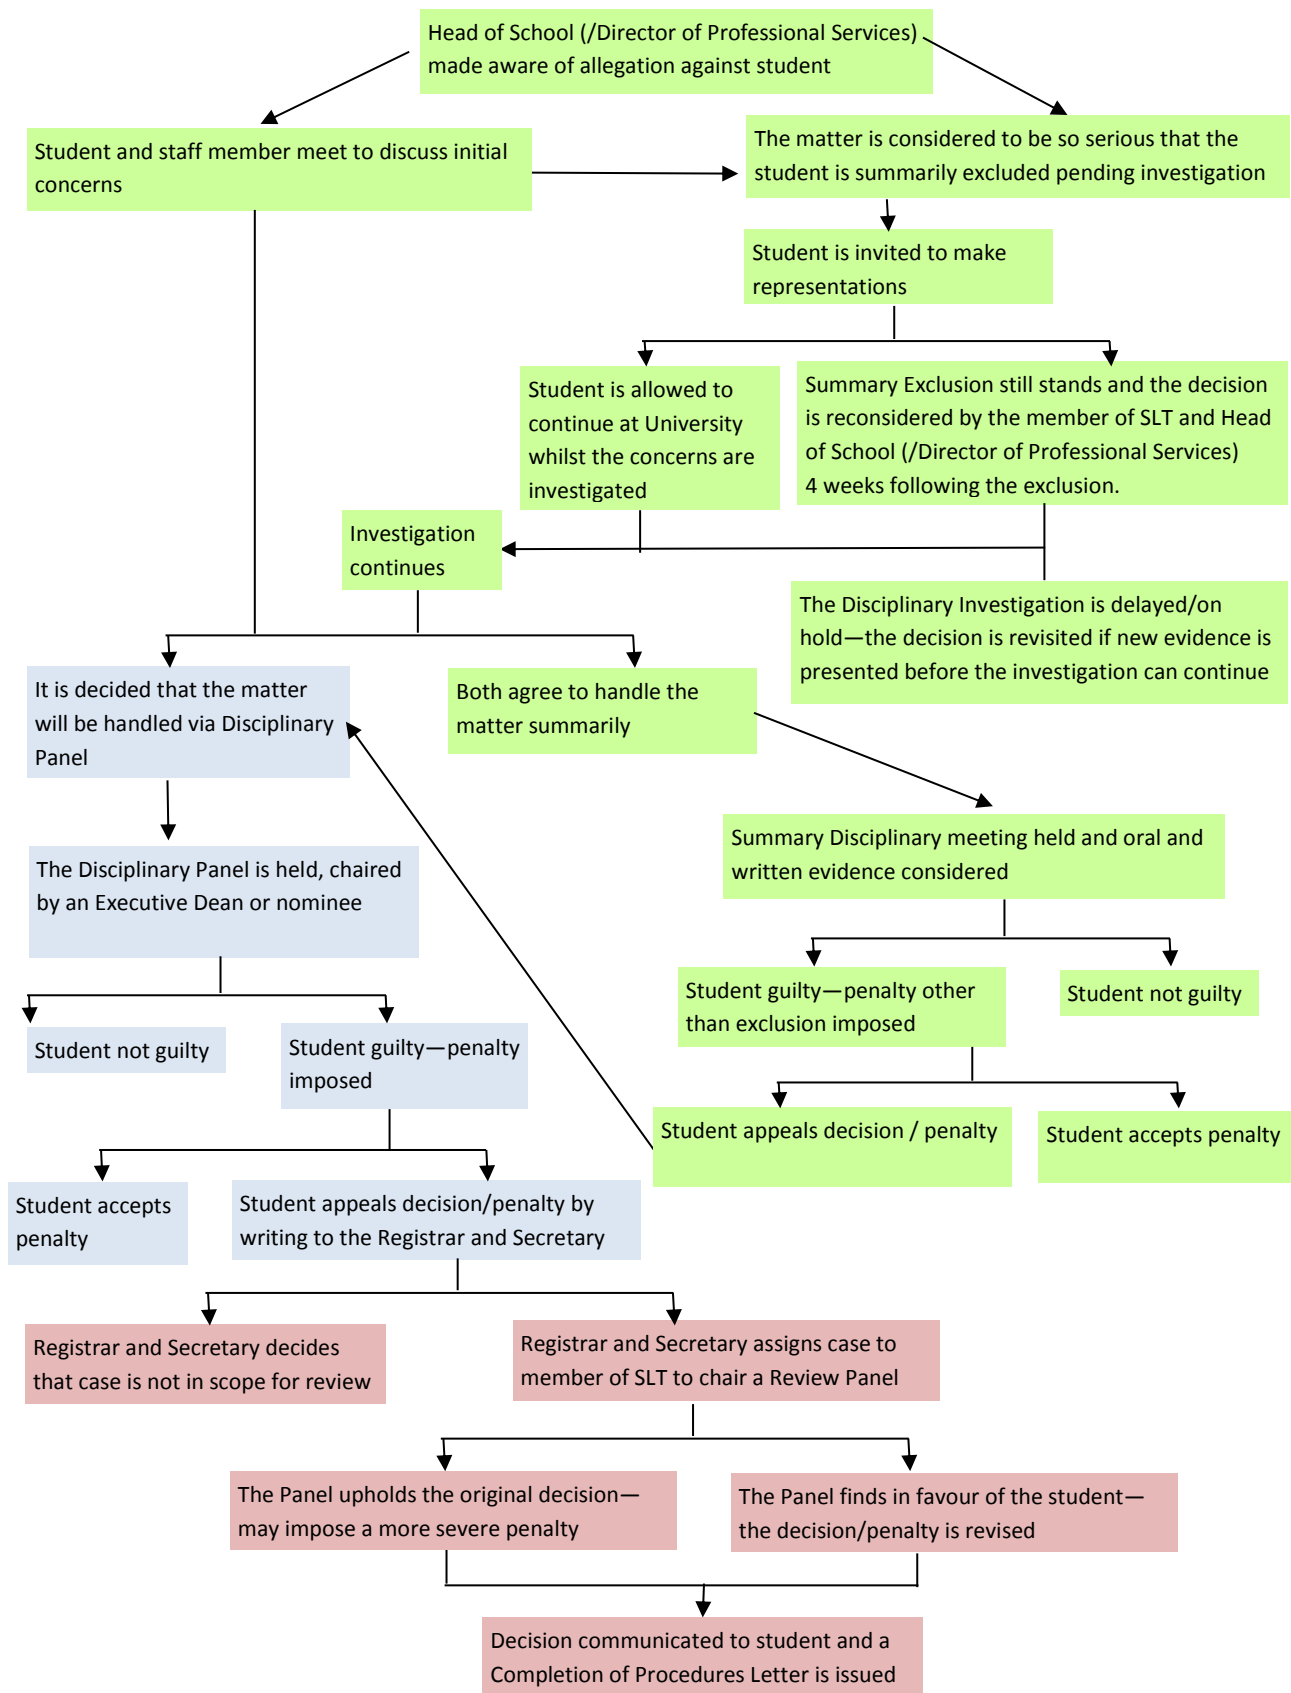 Head of School (/Director of Professional Services)
made aware of allegation against student
Student and staff member meet to discuss initial
concerns
The matter is considered to be so serious that the
student is summarily excluded pending investigation
Student is invited to make
representations
Student is allowed to
continue at University
whilst the concerns are
investigated
Summary Exclusion still stands and the decision
is reconsidered by the member of SLT and Head
of School (/Director of Professional Services)
4 weeks following the exclusion.
Investigation
continues
The Disciplinary Investigation is delayed/on
hold—the decision is revisited if new evidence is
presented before the investigation can continue
It is decided that the matter
will be handled via Disciplinary
Panel
Both agree to handle the
matter summarily
The Disciplinary Panel is held, chaired
by an Executive Dean or nominee
Summary Disciplinary meeting held and oral and
written evidence considered
Student guilty—penalty other
than exclusion imposed
Student not guilty
Student not guilty
Student guilty—penalty
imposed
Student appeals decision / penalty
Student accepts penalty
Student accepts
penalty
Student appeals decision/penalty by
writing to the Registrar and Secretary
Registrar and Secretary decides
that case is not in scope for review
Registrar and Secretary assigns case to
member of SLT to chair a Review Panel
The Panel upholds the original decision—
may impose a more severe penalty
The Panel finds in favour of the student—
the decision/penalty is revised
Decision communicated to student and a
Completion of Procedures Letter is issued